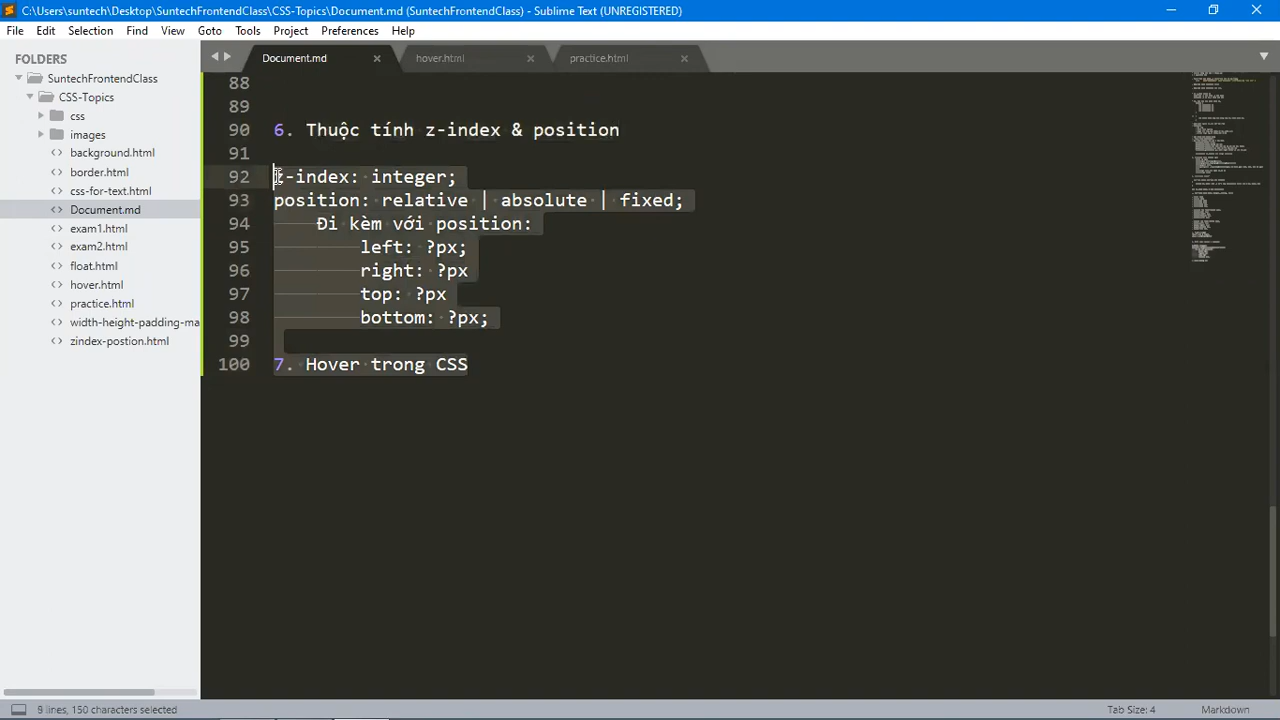 C:\Users\suntech\Desktop\SuntechFrontendClass\CSS-Topics\Document.md (SuntechFrontendClass) - Sublime Text (UNREGISTERED)
File Edit Selection Find View Goto Tools Project Preferences Help
FOLDERS
SuntechFrontendClass
CSS-Topics
css
images
background.html
border.html
css-for-text.html
Document.md
exam1.html
exam2.html
float.html
hover.html
practice.html
width-height-padding-ma
zindex-postion.html
Document.md hover.html practice.html
88
89
90 6. Thuộc tính z-index & position
91
92 z-index: integer;
93 position: relative | absolute | fixed;
94 Đi kèm với position:
95 left: ?px;
96 right: ?px
97 top: ?px
98 bottom: ?px;
99
100 7. Hover trong CSS
9 lines, 150 characters selected
Tab Size: 4
Markdown